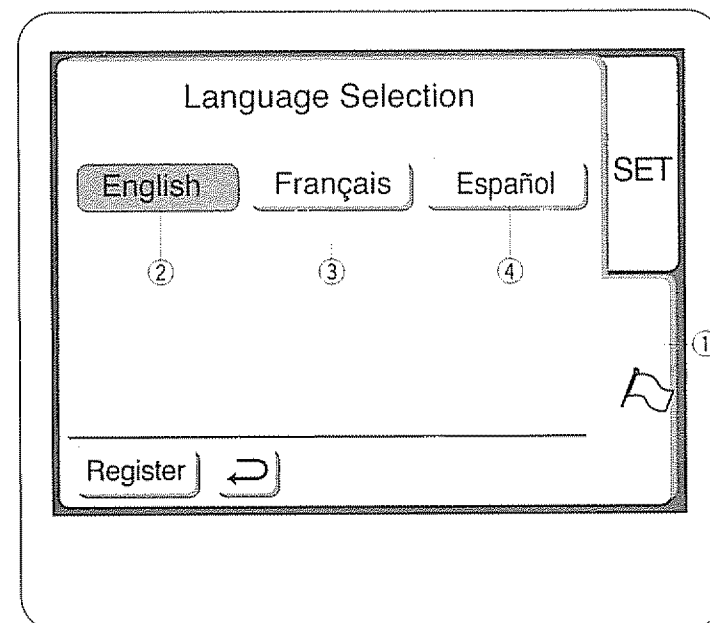 Language Selection
SET
English Français Español
② ③ ④
①
Register